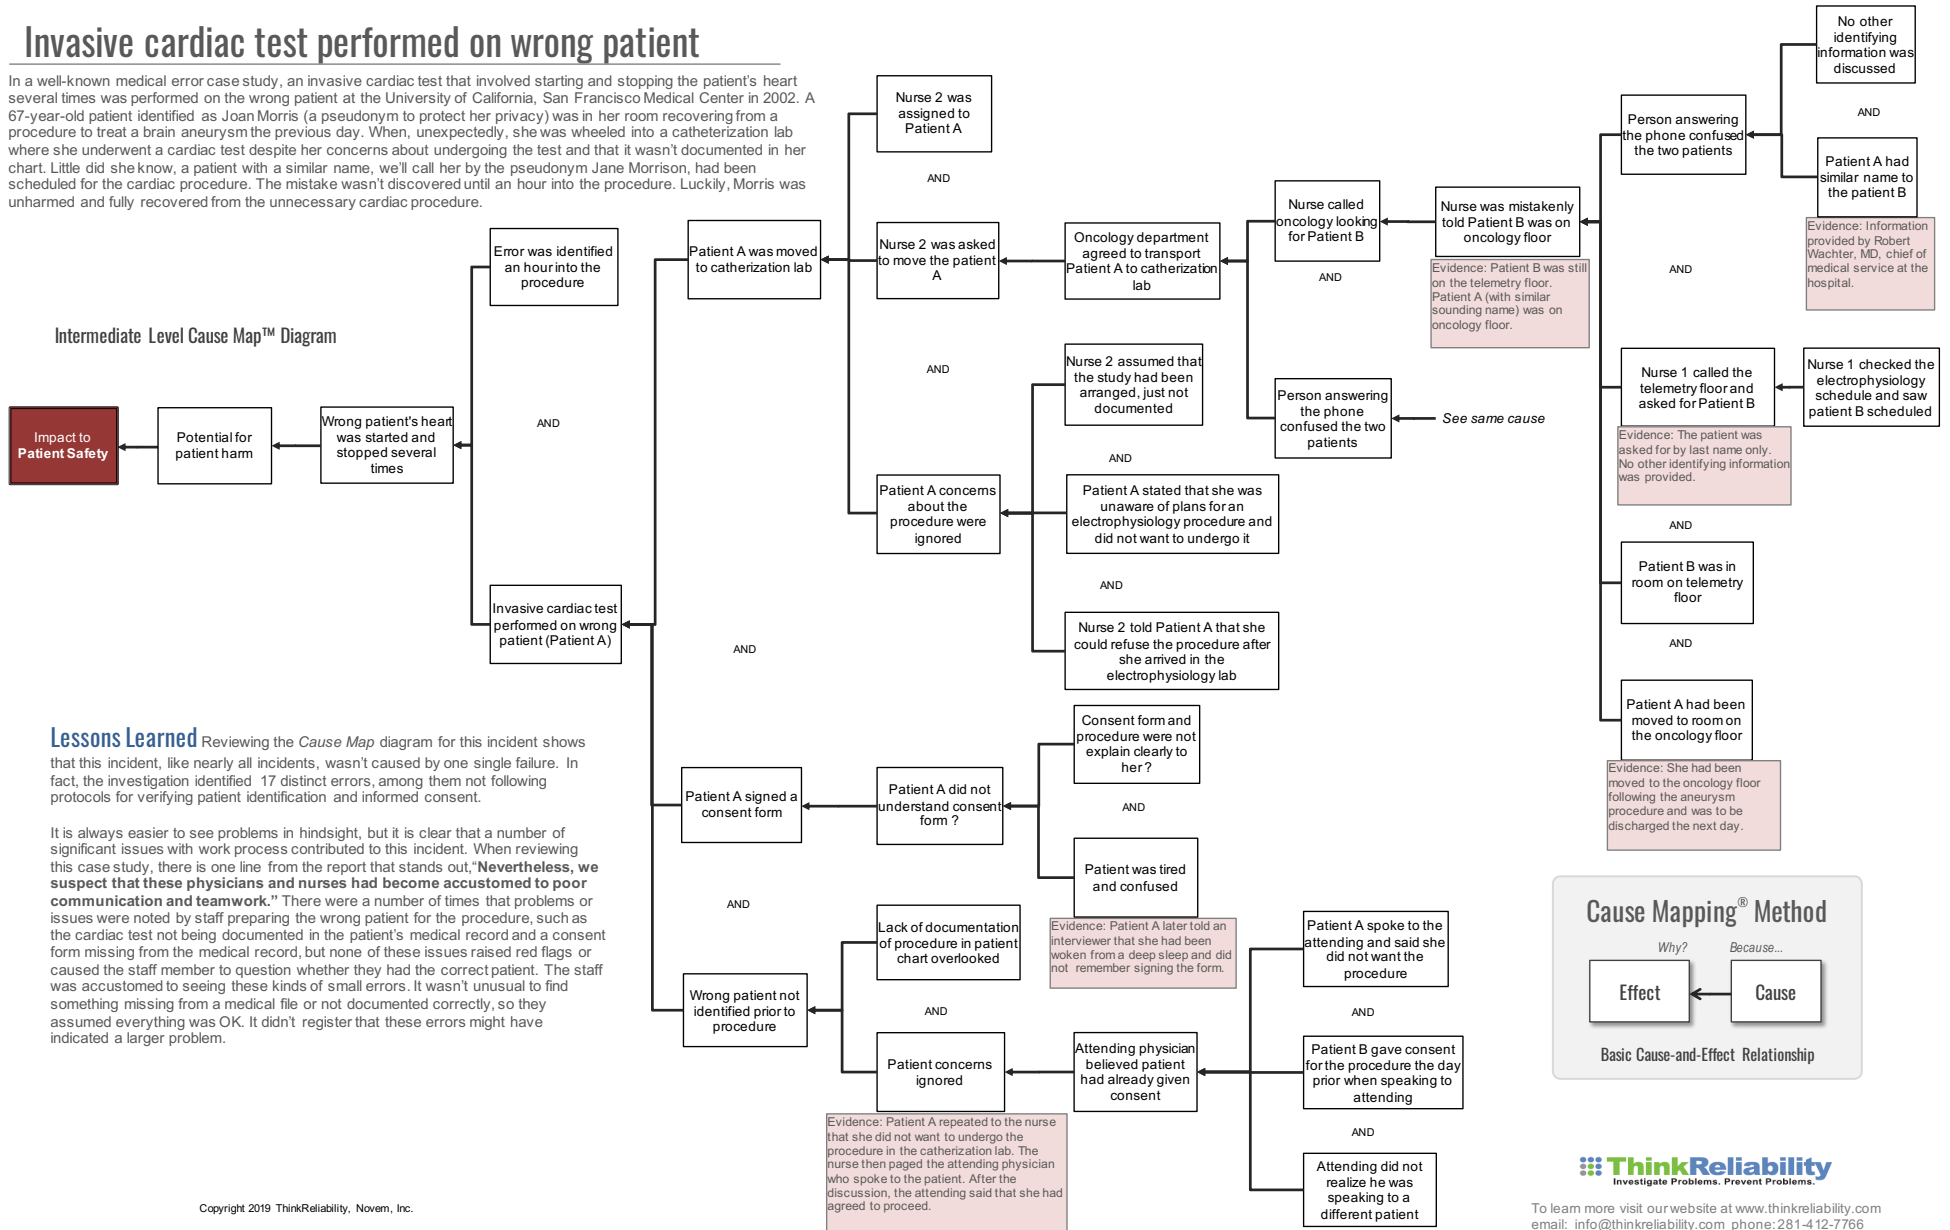 Invasive cardiac test performed on wrong patient
In a well-known medical error case study, an invasive cardiac test that involved starting and stopping the patient's heart
several times was performed on the wrong patient at the University of California, San Francisco Medical Center in 2002. A
67-year-old patient identified as Joan Morris (a pseudonym to protect her privacy) was in her room recovering from a
procedure to treat a brain aneurysm the previous day. When, unexpectedly, she was wheeled into a catheterization lab
where she underwent a cardiac test despite her concerns about undergoing the test and that it wasn't documented in her
chart. Little did she know, a patient with a similar name, we'll call her by the pseudonym Jane Morrison, had been
scheduled for the cardiac procedure. The mistake wasn't discovered until an hour into the procedure. Luckily, Morris was
unharmed and fully recovered from the unnecessary cardiac procedure.
Intermediate Level Cause Map™ Diagram
Impact to
Patient Safety
Potential for
patient harm
Wrong patient's heart
was started and
stopped several
times
Error was identified
an hour into the
procedure
AND
Invasive cardiac test
performed on wrong
patient (Patient A)
Patient A was moved
to catherization lab
AND
Patient A signed a
consent form
AND
Wrong patient not
identified prior to
procedure
Nurse 2 was
assigned to
Patient A
AND
Nurse 2 was asked
to move the patient
A
AND
Patient A concerns
about the
procedure were
ignored
Oncology department
agreed to transport
Patient A to catherization
lab
Nurse called
oncology looking
for Patient B
AND
Person answering
the phone
confused the two
patients
See same cause
Nurse was mistakenly
told Patient B was on
oncology floor
Evidence: Patient B was still
on the telemetry floor.
Patient A (with similar
sounding name) was on
oncology floor.
Person answering
the phone confused
the two patients
No other
identifying
information was
discussed
AND
Patient A had
similar name to
the patient B
Evidence: Information
provided by Robert
Wachter, MD, chief of
medical service at the
hospital.
AND
Nurse 1 called the
telemetry floor and
asked for Patient B
Evidence: The patient was
asked for by last name only.
No other identifying information
was provided.
Nurse 1 checked the
electrophysiology
schedule and saw
patient B scheduled
AND
Patient B was in
room on telemetry
floor
AND
Patient A had been
moved to room on
the oncology floor
Evidence: She had been
moved to the oncology floor
following the aneurysm
procedure and was to be
discharged the next day.
Nurse 2 assumed that
the study had been
arranged, just not
documented
AND
Patient A stated that she was
unaware of plans for an
electrophysiology procedure and
did not want to undergo it
AND
Nurse 2 told Patient A that she
could refuse the procedure after
she arrived in the
electrophysiology lab
Patient A did not
understand consent
form ?
Consent form and
procedure were not
explain clearly to
her ?
AND
Patient was tired
and confused
Evidence: Patient A later told an
interviewer that she had been
woken from a deep sleep and did
not remember signing the form.
Lack of documentation
of procedure in patient
chart overlooked
AND
Patient concerns
ignored
Evidence: Patient A repeated to the nurse
that she did not want to undergo the
procedure in the catherization lab. The
nurse then paged the attending physician
who spoke to the patient. After the
discussion, the attending said that she had
agreed to proceed.
Attending physician
believed patient
had already given
consent
Patient A spoke to the
attending and said she
did not want the
procedure
AND
Patient B gave consent
for the procedure the day
prior when speaking to
attending
AND
Attending did not
realize he was
speaking to a
different patient
Lessons Learned Reviewing the Cause Map diagram for this incident shows
that this incident, like nearly all incidents, wasn't caused by one single failure. In
fact, the investigation identified 17 distinct errors, among them not following
protocols for verifying patient identification and informed consent.
It is always easier to see problems in hindsight, but it is clear that a number of
significant issues with work process contributed to this incident. When reviewing
this case study, there is one line from the report that stands out,“Nevertheless, we
suspect that these physicians and nurses had become accustomed to poor
communication and teamwork.” There were a number of times that problems or
issues were noted by staff preparing the wrong patient for the procedure, such as
the cardiac test not being documented in the patient's medical record and a consent
form missing from the medical record, but none of these issues raised red flags or
caused the staff member to question whether they had the correct patient. The staff
was accustomed to seeing these kinds of small errors. It wasn't unusual to find
something missing from a medical file or not documented correctly, so they
assumed everything was OK. It didn't register that these errors might have
indicated a larger problem.
Cause Mapping® Method
Why?
Because...
Effect
Cause
Basic Cause-and-Effect Relationship
ThinkReliability
Investigate Problems. Prevent Problems.
Copyright 2019 ThinkReliability, Novem, Inc.
To learn more visit our website at www.thinkreliability.com
email: info@thinkreliability.com phone: 281-412-7766